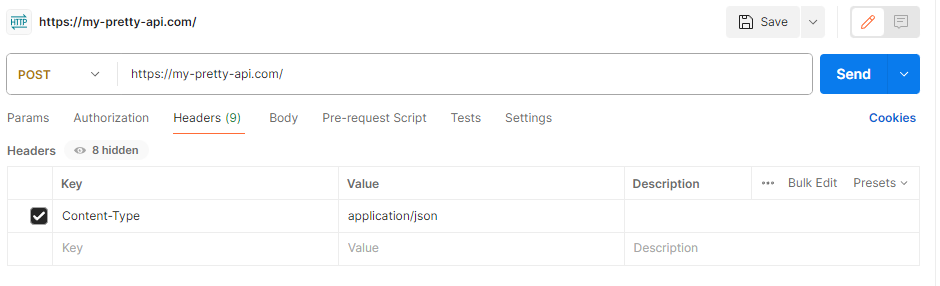 HTTP https://my-pretty-api.com/ Save
POST https://my-pretty-api.com/ Send
Params Authorization Headers (9) Body Pre-request Script Tests Settings Cookies
Headers 8 hidden
Key Value Description Bulk Edit Presets
Content-Type application/json
Key Value Description